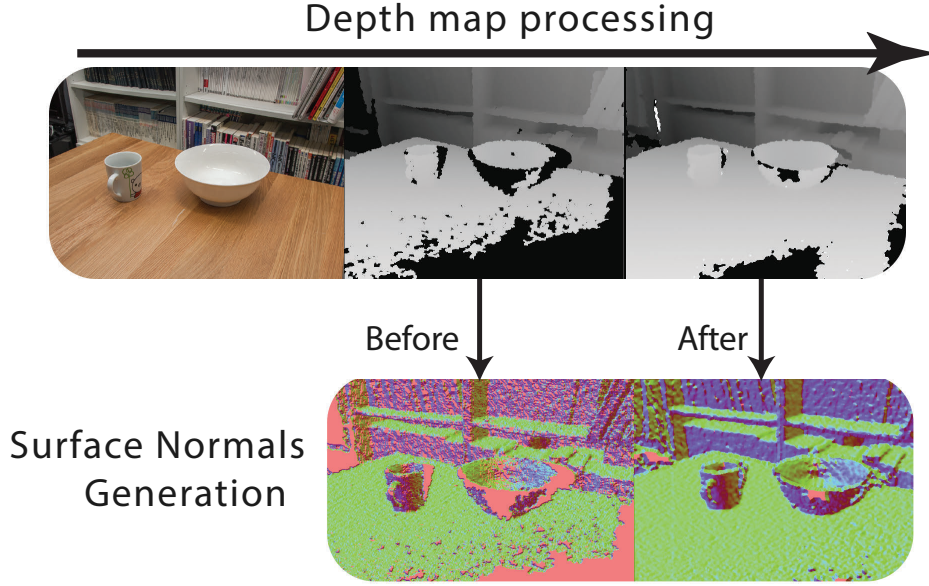 Depth map processing
Before
After
Surface Normals
Generation